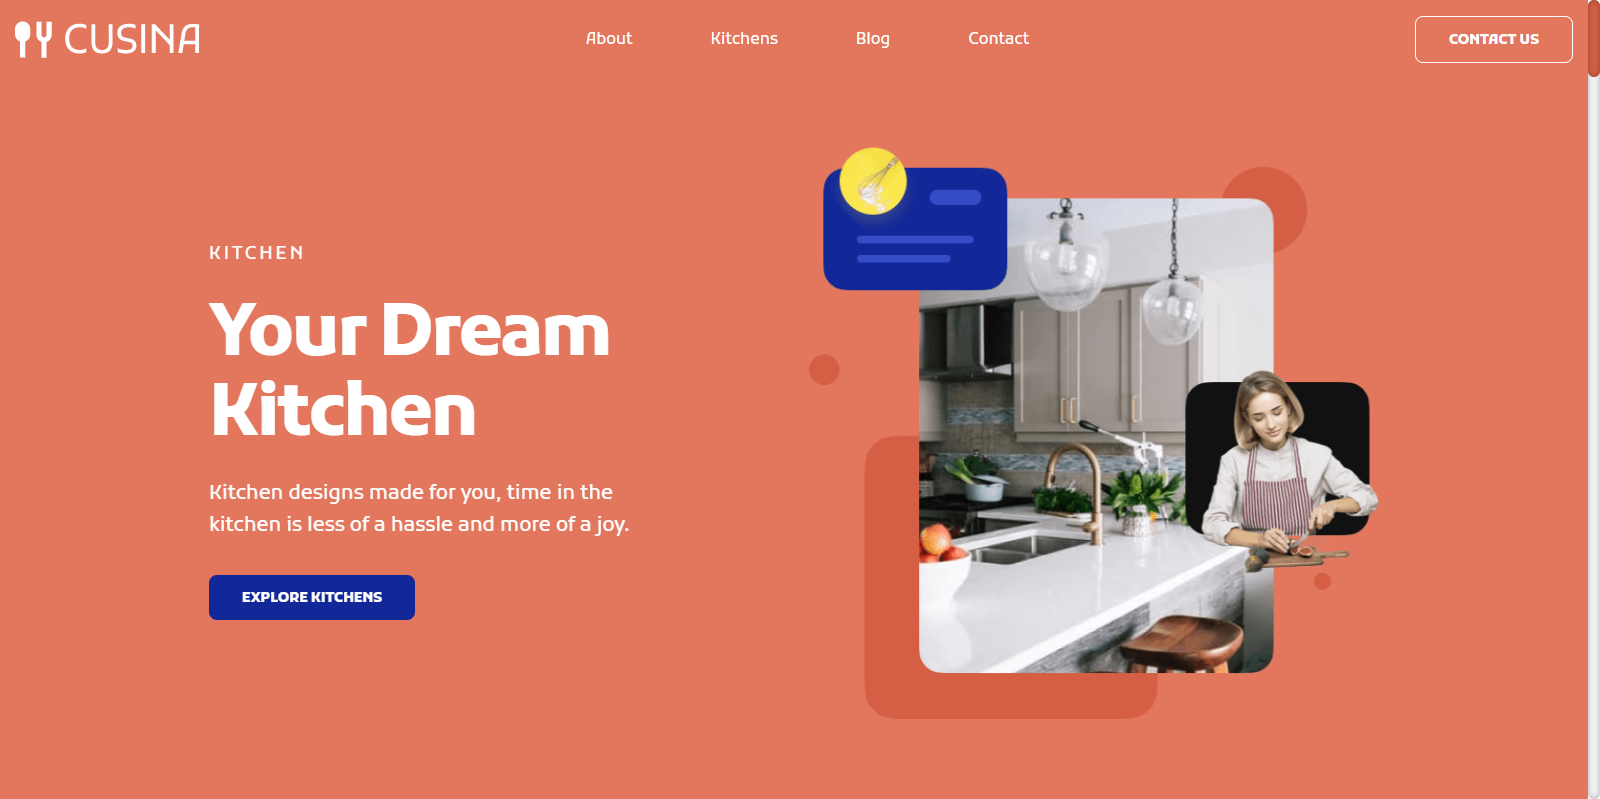 CUSINA
About
Kitchens
Blog
Contact
CONTACT US
KITCHEN
Your Dream
Kitchen
Kitchen designs made for you, time in the
kitchen is less of a hassle and more of a joy.
EXPLORE KITCHENS